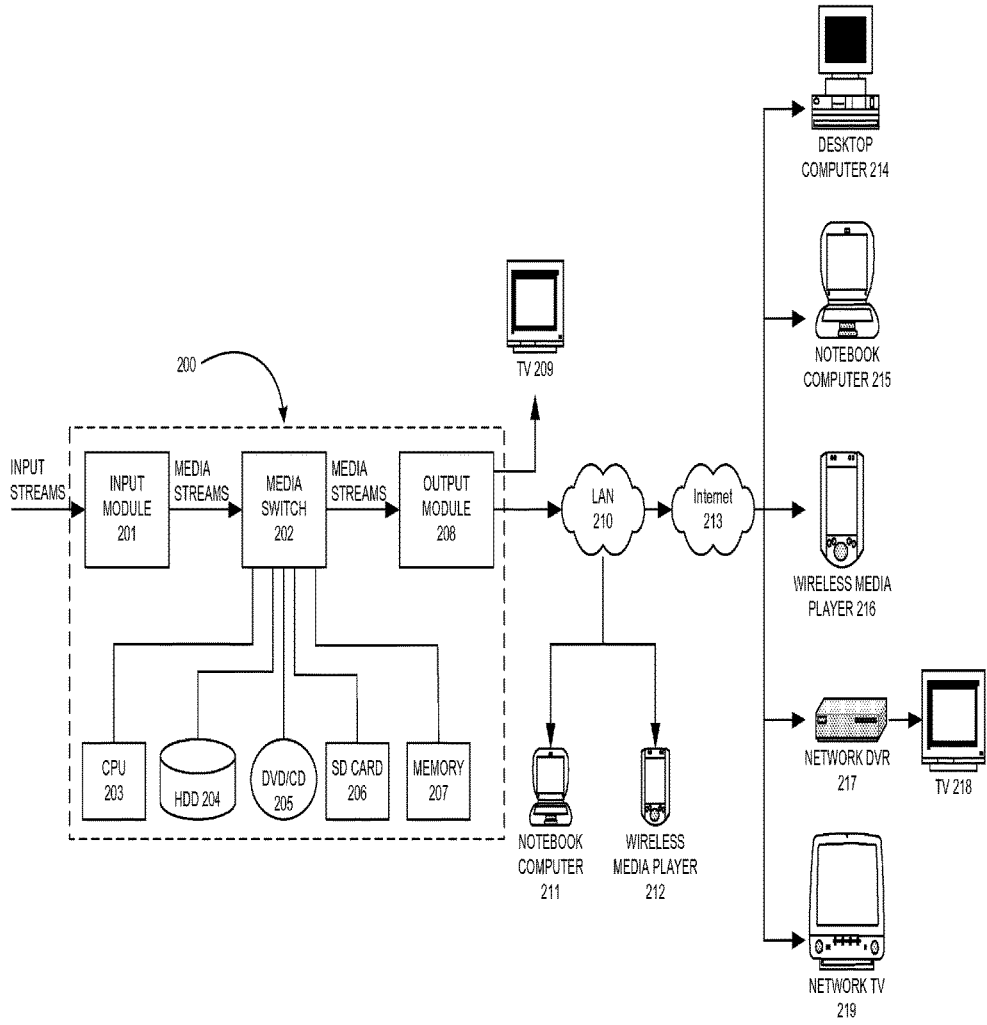 DESKTOP
COMPUTER 214
NOTEBOOK
COMPUTER 215
TV 209
200
INPUT
STREAMS
INPUT
MODULE
201
MEDIA
STREAMS
MEDIA
SWITCH
202
MEDIA
STREAMS
OUTPUT
MODULE
208
LAN
210
Internet
213
WIRELESS MEDIA
PLAYER 216
CPU
203
HDD 204
DVD/CD
205
SD CARD
206
MEMORY
207
NETWORK DVR
217
TV 218
NOTEBOOK
COMPUTER
211
WIRELESS
MEDIA PLAYER
212
NETWORK TV
219